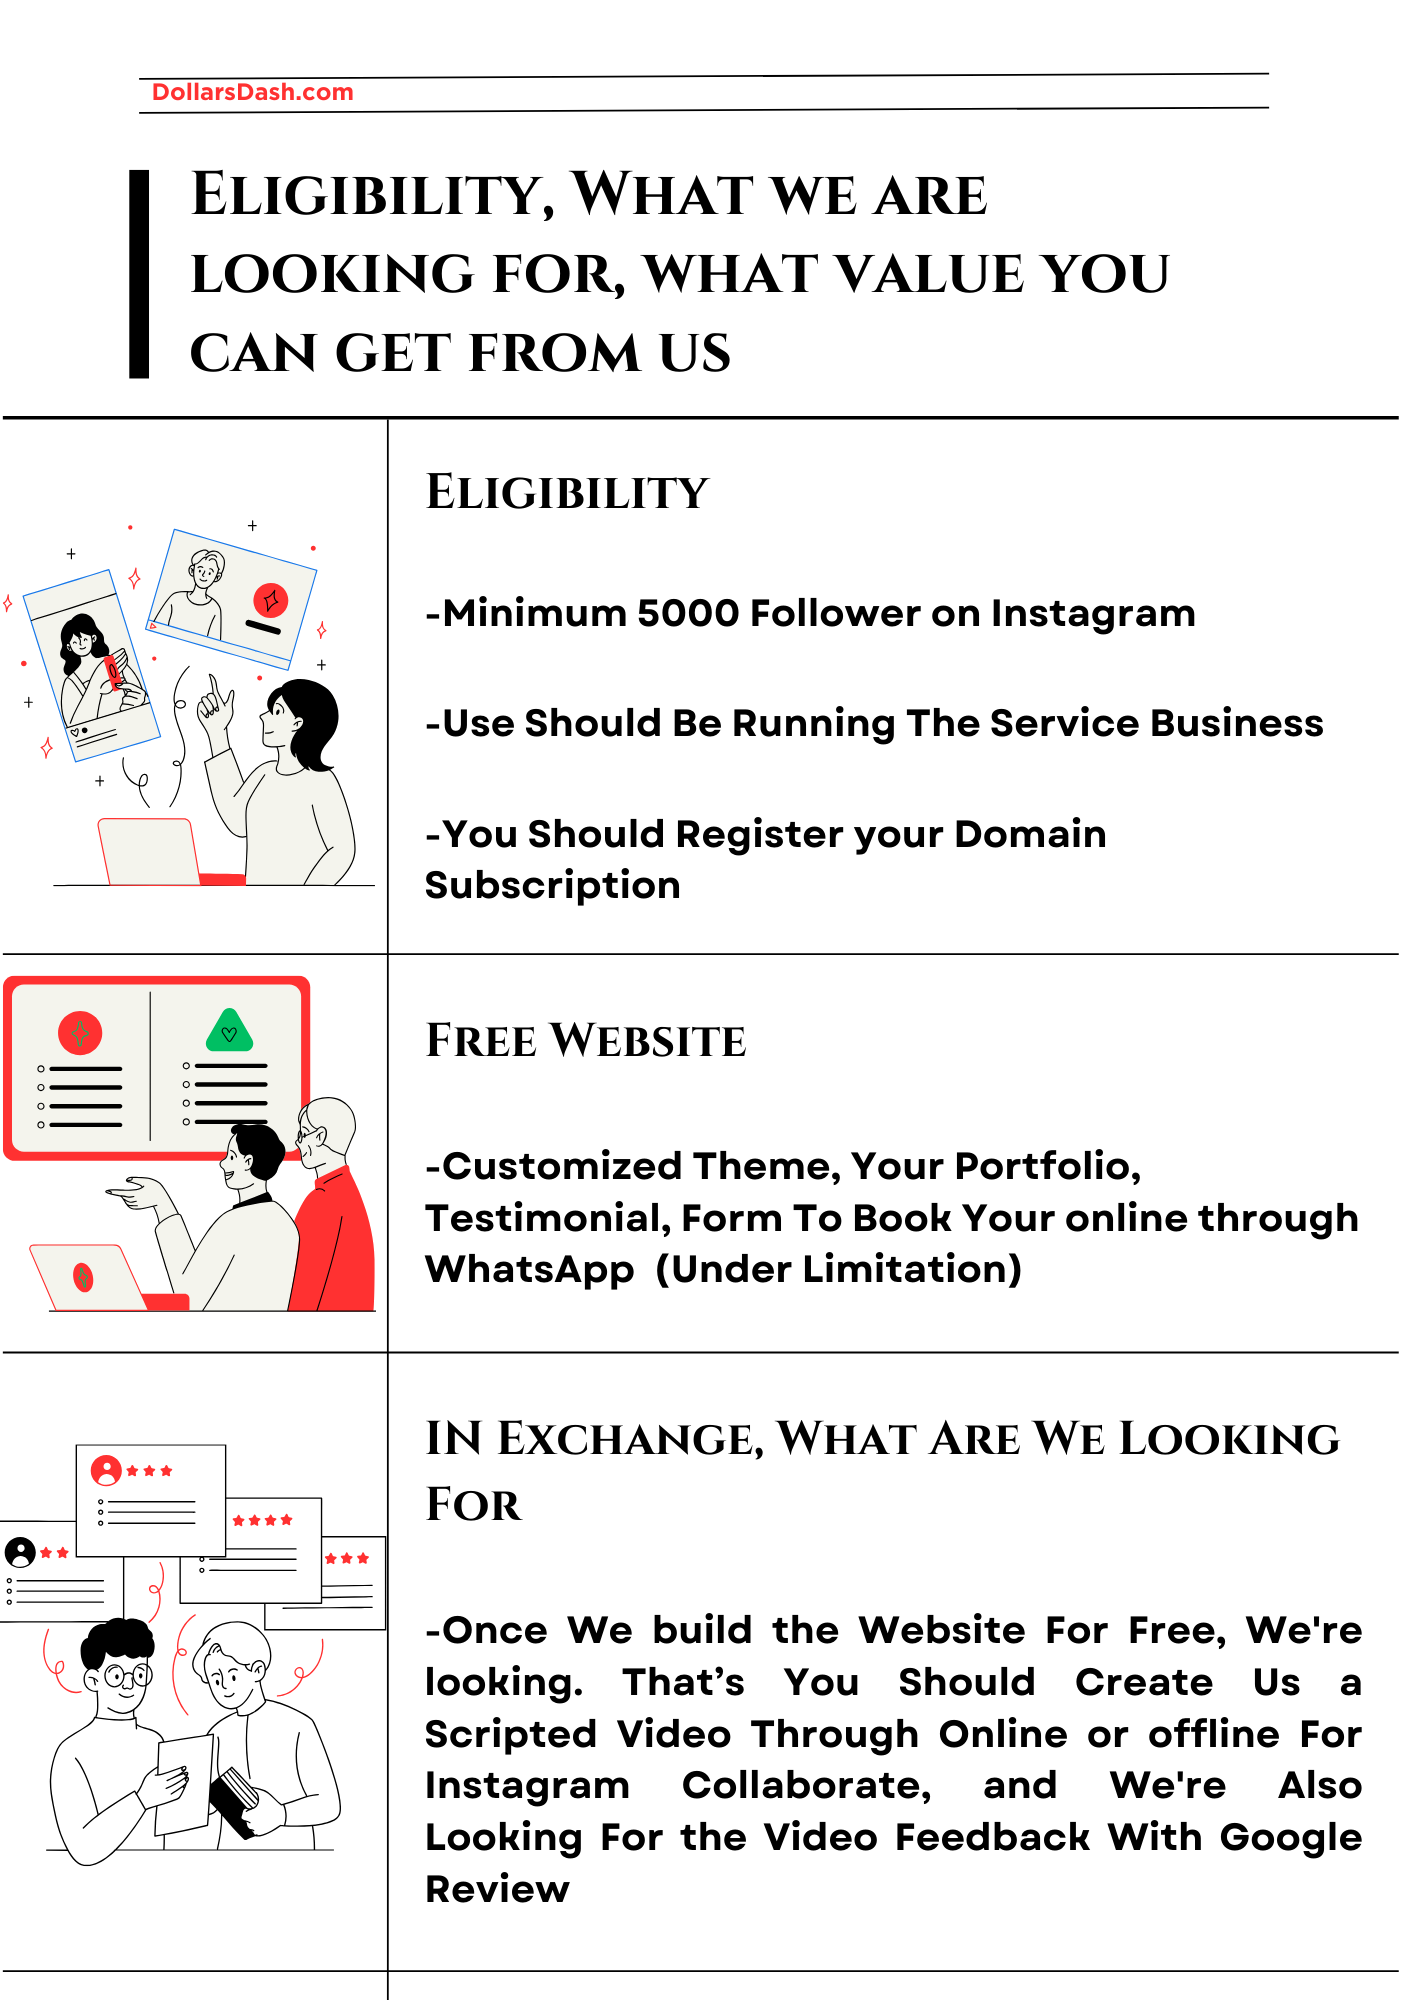 DollarsDash.com
Eligibility, What we are
looking for, what value you
can get from us
Eligibility
-Minimum 5000 Follower on Instagram
-Use Should Be Running The Service Business
-You Should Register your Domain
Subscription
Free Website
-Customized Theme, Your Portfolio,
Testimonial, Form To Book Your online through
WhatsApp  (Under Limitation)
IN Exchange, What Are We Looking
For
-Once We build the Website For Free, We're
looking. That’s You Should Create Us a
Scripted Video Through Online or offline For
Instagram Collaborate, and We're Also
Looking For the Video Feedback With Google
Review